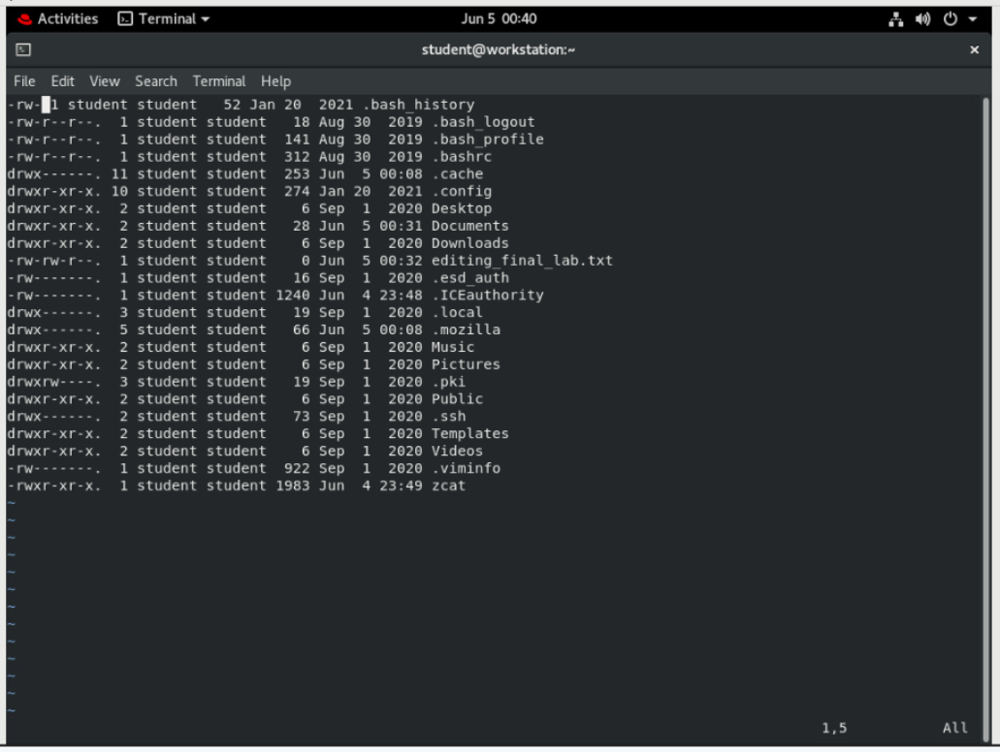 Activities Terminal Jun 5 00:40
student@workstation:~ ×
File Edit View Search Terminal Help
-rw- 1 student student   52 Jan 20  2021 .bash_history
-rw-r--r--.  1 student student   18 Aug 30  2019 .bash_logout
-rw-r--r--.  1 student student  141 Aug 30  2019 .bash_profile
-rw-r--r--.  1 student student  312 Aug 30  2019 .bashrc
drwx------. 11 student student  253 Jun  5 00:08 .cache
drwxr-xr-x. 10 student student  274 Jan 20  2021 .config
drwxr-xr-x.  2 student student    6 Sep  1  2020 Desktop
drwxr-xr-x.  2 student student   28 Jun  5 00:31 Documents
drwxr-xr-x.  2 student student    6 Sep  1  2020 Downloads
-rw-rw-r--.  1 student student    0 Jun  5 00:32 editing_final_lab.txt
-rw-------.  1 student student   16 Sep  1  2020 .esd_auth
-rw-------.  1 student student 1240 Jun  4 23:48 .ICEauthority
drwx------.  3 student student   19 Sep  1  2020 .local
drwx------.  5 student student   66 Jun  5 00:08 .mozilla
drwxr-xr-x.  2 student student    6 Sep  1  2020 Music
drwxr-xr-x.  2 student student    6 Sep  1  2020 Pictures
drwxrw----.  3 student student   19 Sep  1  2020 .pki
drwxr-xr-x.  2 student student    6 Sep  1  2020 Public
drwx------.  2 student student   73 Sep  1  2020 .ssh
drwxr-xr-x.  2 student student    6 Sep  1  2020 Templates
drwxr-xr-x.  2 student student    6 Sep  1  2020 Videos
-rw-------.  1 student student  922 Sep  1  2020 .viminfo
-rwxr-xr-x.  1 student student 1983 Jun  4 23:49 zcat
~
~
~
~
~
~
~
~
~
~
~
~
~
1,5 All